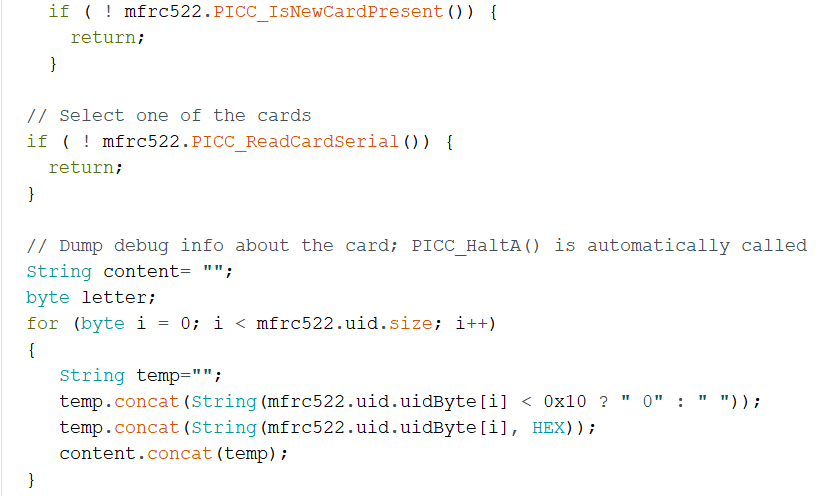 if ( ! mfrc522.PICC_IsNewCardPresent()) {
return;
}
// Select one of the cards
if ( ! mfrc522.PICC_ReadCardSerial()) {
return;
}
// Dump debug info about the card; PICC_HaltA() is automatically called
String content= "";
byte letter;
for (byte i = 0; i < mfrc522.uid.size; i++)
{
String temp="";
temp.concat(String(mfrc522.uid.uidByte[i] < 0x10 ? " 0" : " "));
temp.concat(String(mfrc522.uid.uidByte[i], HEX));
content.concat(temp);
}